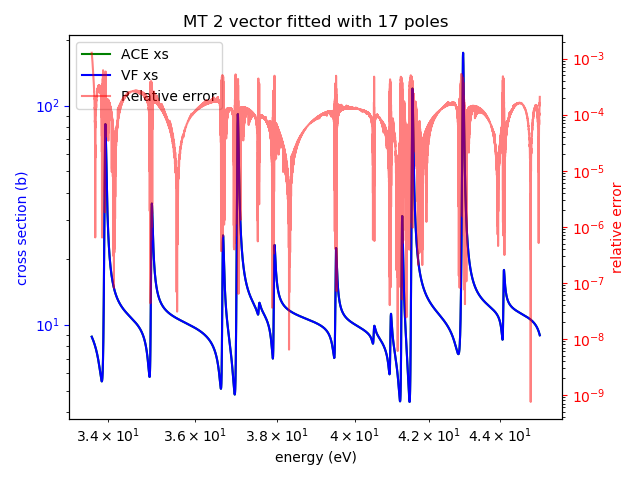 MT 2 vector fitted with 17 poles
ACE xs
VF xs
Relative error
cross section (b)
10²
10¹
10⁻³
10⁻⁴
10⁻⁵
10⁻⁶
10⁻⁷
10⁻⁸
10⁻⁹
relative error
3.4 × 10¹ 3.6 × 10¹ 3.8 × 10¹ 4 × 10¹ 4.2 × 10¹ 4.4 × 10¹
energy (eV)